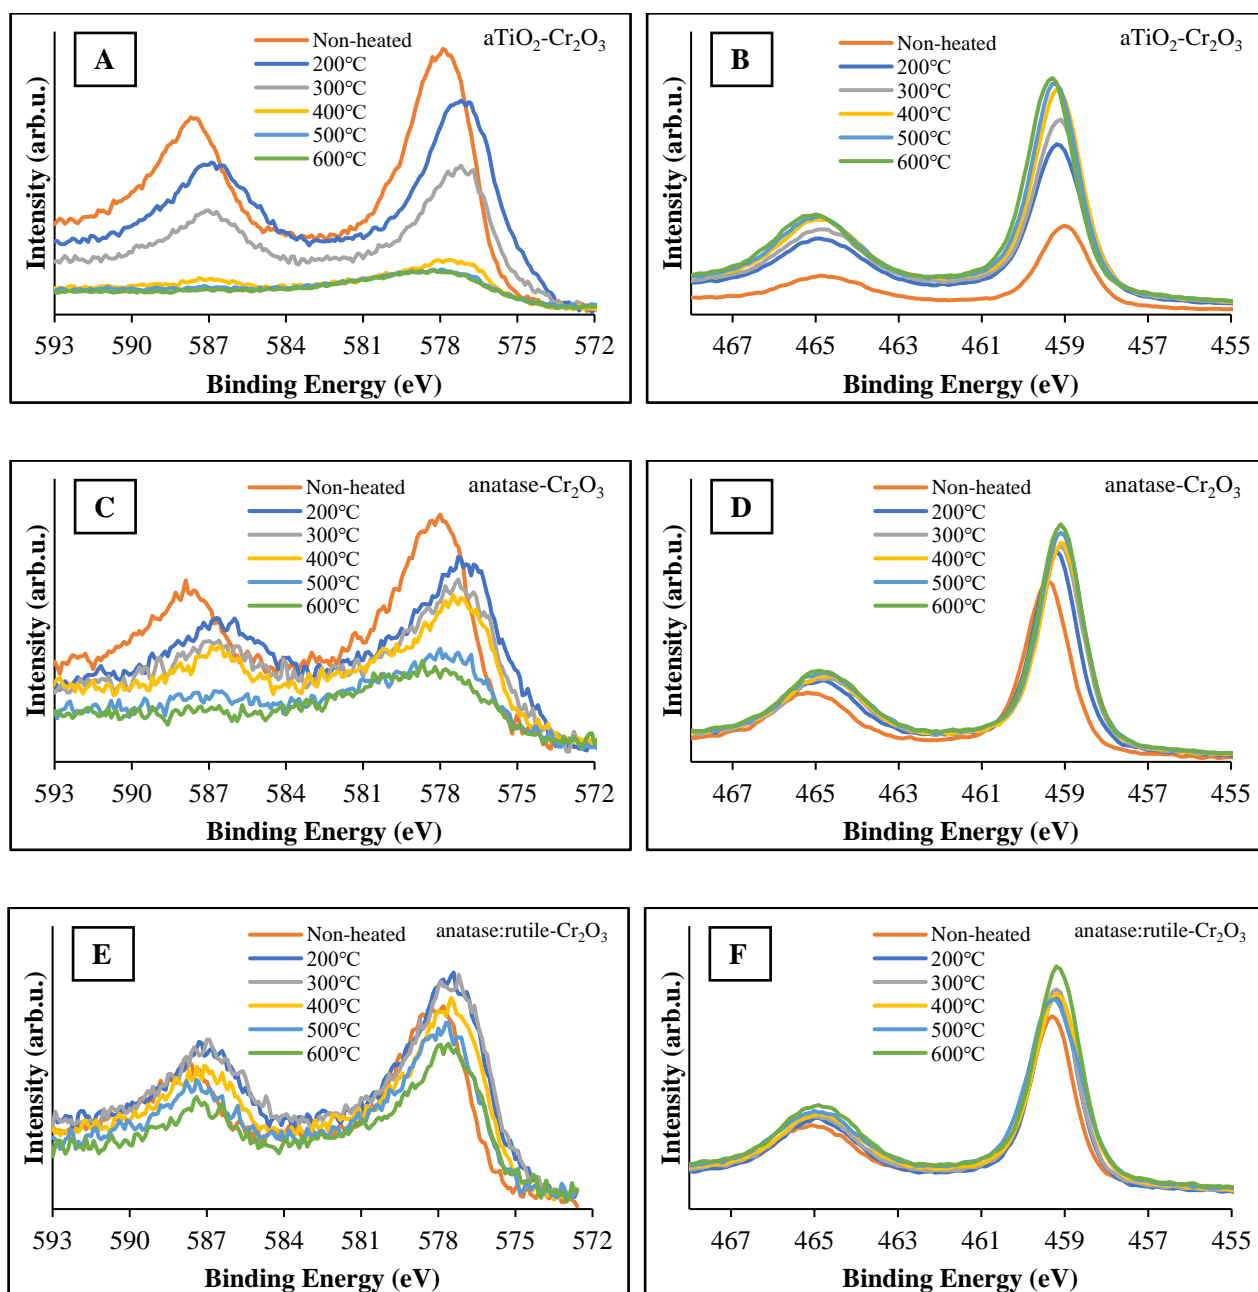 A
Non-heated
200°C
300°C
400°C
500°C
600°C
aTiO₂-Cr₂O₃
Intensity (arb.u.)
593 590 587 584 581 578 575 572
Binding Energy (eV)
B
Non-heated
200°C
300°C
400°C
500°C
600°C
aTiO₂-Cr₂O₃
Intensity (arb.u.)
467 465 463 461 459 457 455
Binding Energy (eV)
C
Non-heated
200°C
300°C
400°C
500°C
600°C
anatase-Cr₂O₃
Intensity (arb.u.)
593 590 587 584 581 578 575 572
Binding Energy (eV)
D
Non-heated
200°C
300°C
400°C
500°C
600°C
anatase-Cr₂O₃
Intensity (arb.u.)
467 465 463 461 459 457 455
Binding Energy (eV)
E
Non-heated
200°C
300°C
400°C
500°C
600°C
anatase:rutile-Cr₂O₃
Intensity (arb.u.)
593 590 587 584 581 578 575 572
Binding Energy (eV)
F
Non-heated
200°C
300°C
400°C
500°C
600°C
anatase:rutile-Cr₂O₃
Intensity (arb.u.)
467 465 463 461 459 457 455
Binding Energy (eV)